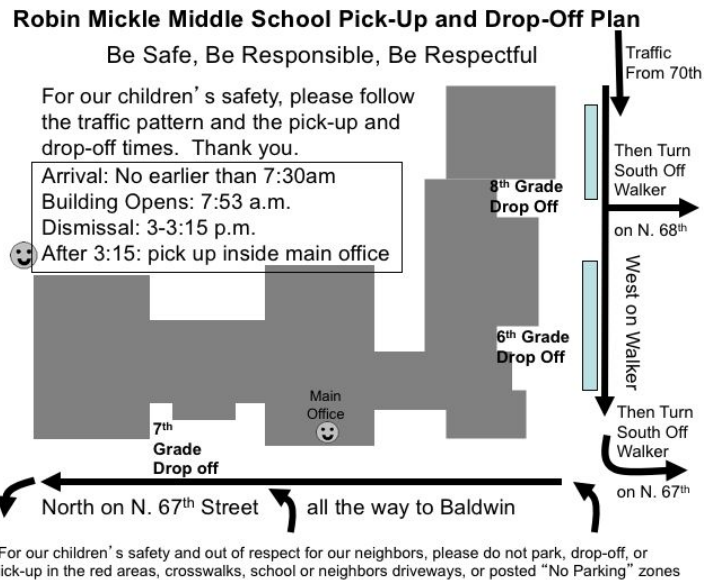 Robin Mickle Middle School Pick-Up and Drop-Off Plan
Be Safe, Be Responsible, Be Respectful
Traffic
From 70th
For our children's safety, please follow
the traffic pattern and the pick-up and
drop-off times. Thank you.
Arrival: No earlier than 7:30am
Building Opens: 7:53 a.m.
Dismissal: 3-3:15 p.m.
After 3:15: pick up inside main office
8th Grade
Drop Off
Then Turn
South Off
Walker
on N. 68th
West on Walker
6th Grade
Drop Off
Main
Office
Then Turn
South Off
Walker
on N. 67th
7th
Grade
Drop off
North on N. 67th Street all the way to Baldwin
For our children's safety and out of respect for our neighbors, please do not park, drop-off, or
ick-up in the red areas, crosswalks, school or neighbors driveways, or posted "No Parking" zones